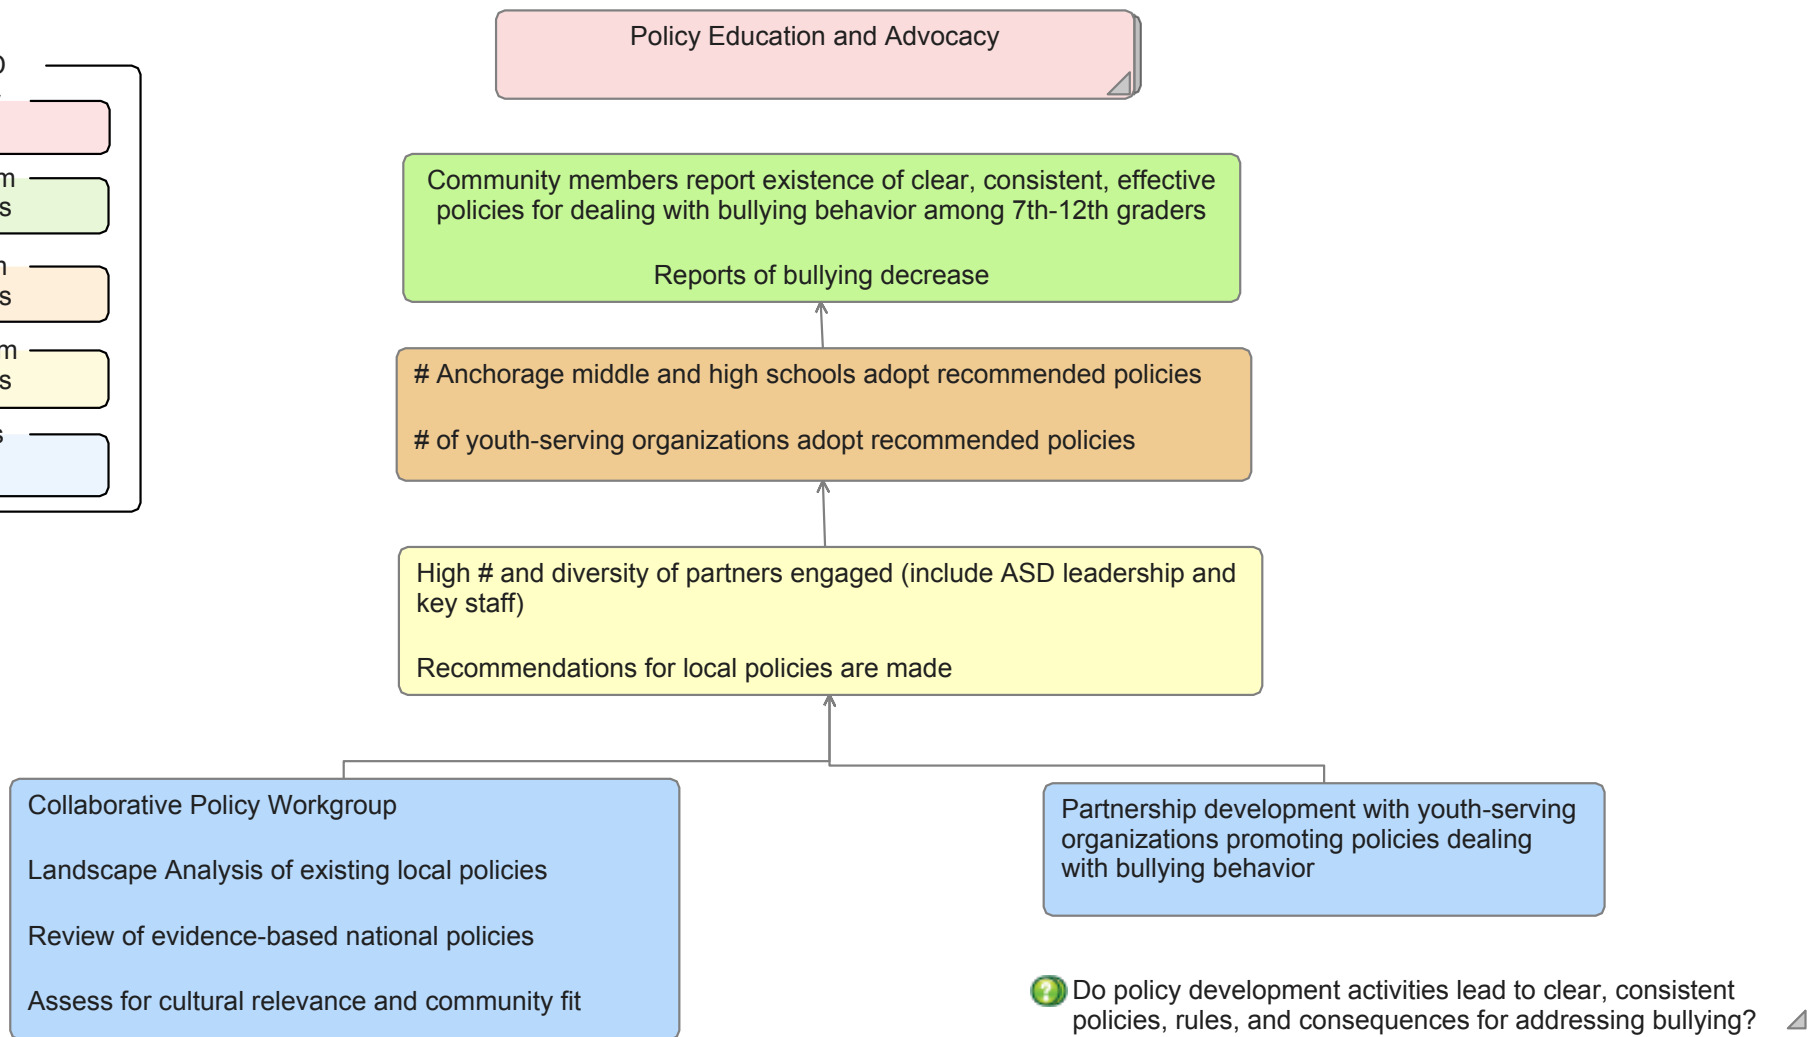 Policy Education and Advocacy
Community members report existence of clear, consistent, effective
policies for dealing with bullying behavior among 7th-12th graders
Reports of bullying decrease
# Anchorage middle and high schools adopt recommended policies
# of youth-serving organizations adopt recommended policies
High # and diversity of partners engaged (include ASD leadership and
key staff)
Recommendations for local policies are made
Collaborative Policy Workgroup
Landscape Analysis of existing local policies
Review of evidence-based national policies
Assess for cultural relevance and community fit
Partnership development with youth-serving
organizations promoting policies dealing
with bullying behavior
Do policy development activities lead to clear, consistent
policies, rules, and consequences for addressing bullying?